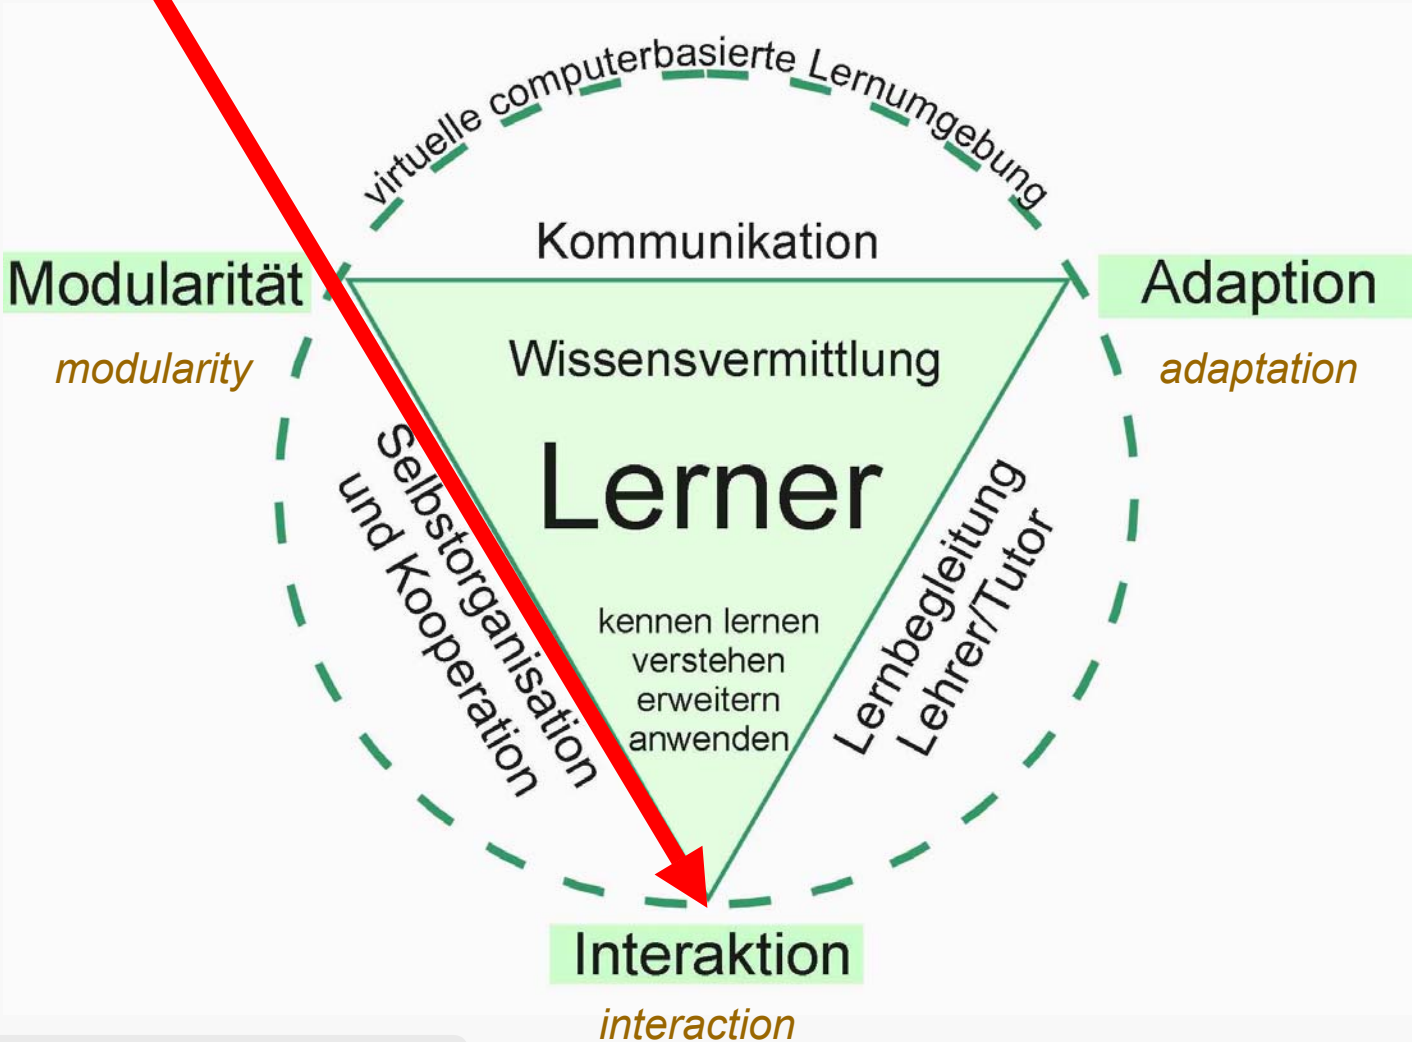 virtuelle computerbasierte Lernumgebung
Kommunikation
Modularität
Adaption
modularity
adaptation
Wissensvermittlung
Lerner
Selbstorganisation
und Kooperation
Lernbegleitung
Lehrer/Tutor
kennen lernen
verstehen
erweitern
anwenden
Interaktion
interaction